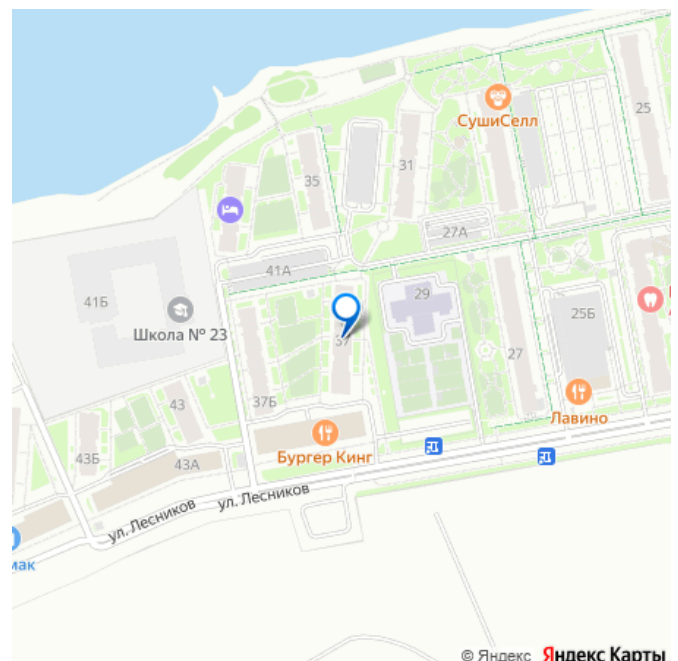 СушиСелл
25
31
35
27А
41А
29
41Б
Школа № 23
37
25Б
27
43
37Б
Лавино
Бургер Кинг
43Б
43А
ул. Лесников
ул. Лесников
мак
© Яндекс Яндекс Карты